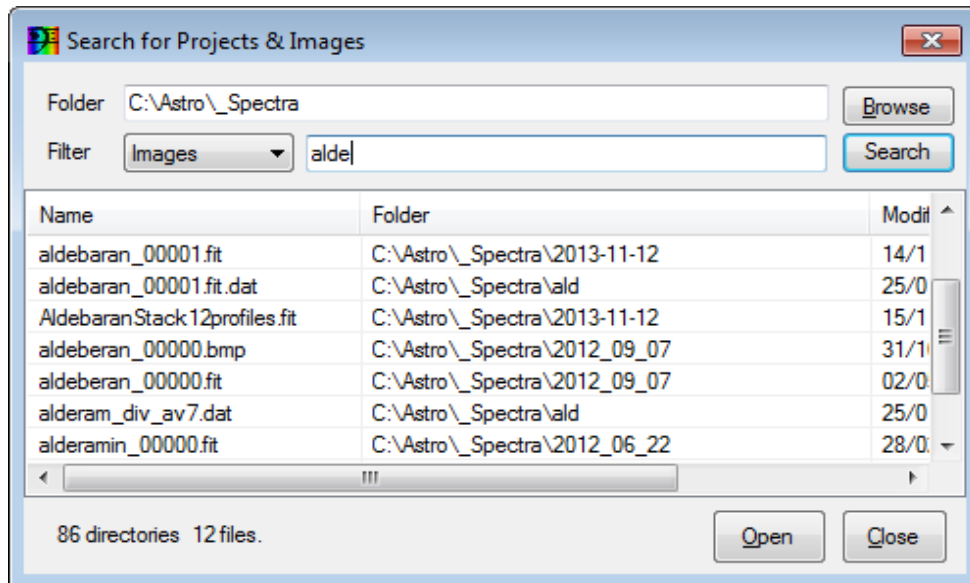 Search for Projects & Images
Folder C:\Astro\_Spectra Browse
Filter Images alde Search
Name Folder Modif
aldebaran_00001.fit C:\Astro\_Spectra\2013-11-12 14/1
aldebaran_00001.fit.dat C:\Astro\_Spectra\ald 25/0
AldebaranStack12profiles.fit C:\Astro\_Spectra\2013-11-12 15/1
aldeberan_00000.bmp C:\Astro\_Spectra\2012_09_07 31/1
aldeberan_00000.fit C:\Astro\_Spectra\2012_09_07 02/0
alderam_div_av7.dat C:\Astro\_Spectra\ald 25/0
alderamin_00000.fit C:\Astro\_Spectra\2012_06_22 28/0
86 directories 12 files. Open Close